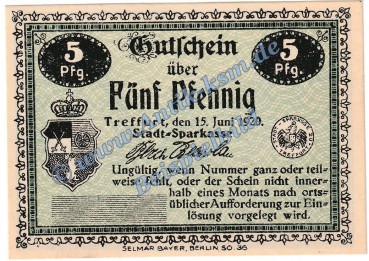 5 Pfg.
Gutschein
5 Pfg.
über
Fünf Pfennig
Treffurt, den 15. Juni 1920.
Stadt-Sparkasse
Ungültig, wenn Nummer ganz oder teil-
weise fehlt, oder der Schein nicht inner-
halb eines Monats nach orts-
üblicher Aufforderung zur Ein-
lösung vorgelegt wird.
SELMAR BAYER, BERLIN SO. 36